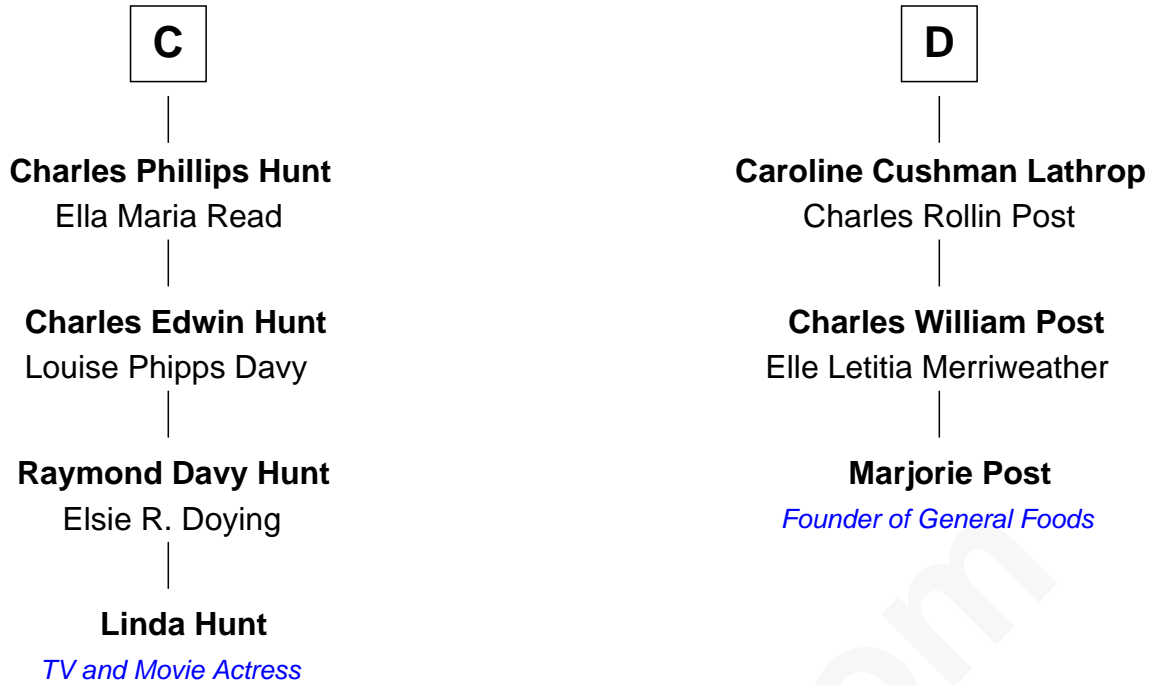 C
Charles Phillips Hunt
Ella Maria Read
Charles Edwin Hunt
Louise Phipps Davy
Raymond Davy Hunt
Elsie R. Doying
Linda Hunt
TV and Movie Actress
D
Caroline Cushman Lathrop
Charles Rollin Post
Charles William Post
Elle Letitia Merriweather
Marjorie Post
Founder of General Foods
om